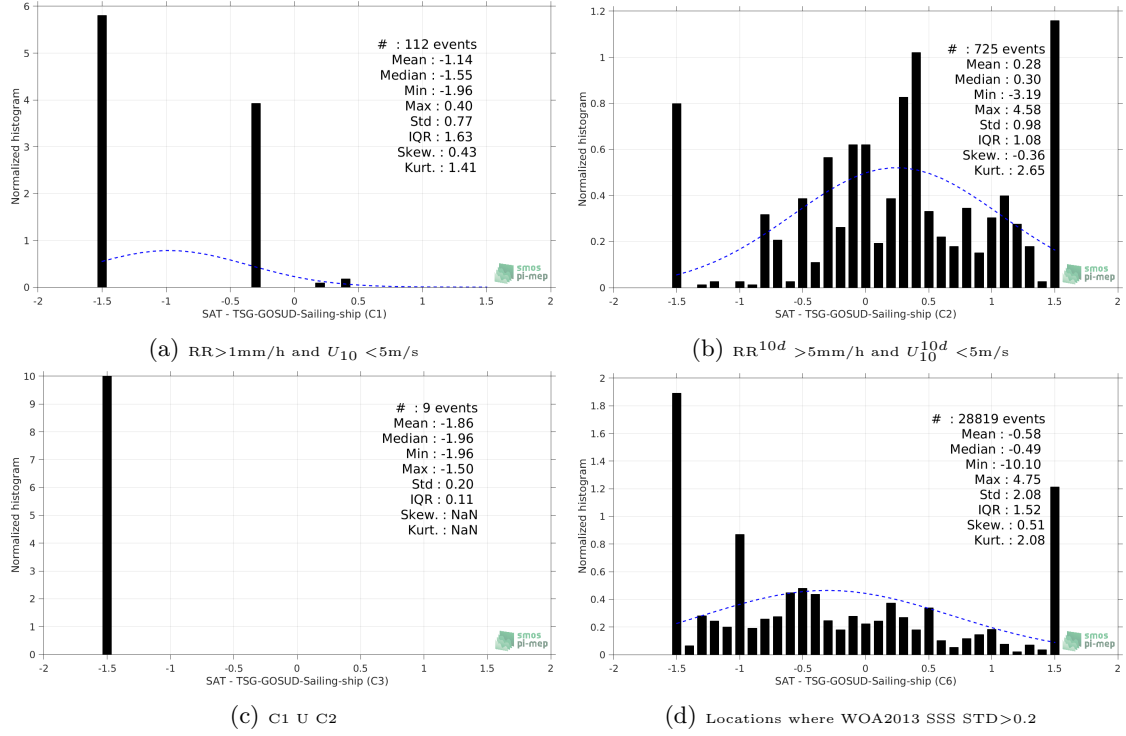 6
5
4
3
2
1
0
-2
-1.5
-1
-0.5
0
0.5
1
1.5
2
Normalized histogram
SAT - TSG-GOSUD-Sailing-ship (C1)
# : 112 events
Mean : -1.14
Median : -1.55
Min : -1.96
Max : 0.40
Std : 0.77
IQR : 1.63
Skew. : 0.43
Kurt. : 1.41
smos
pi-mep
(a) RR>1mm/h and U10 <5m/s
1.2
1
0.8
0.6
0.4
0.2
0
-2
-1.5
-1
-0.5
0
0.5
1
1.5
2
Normalized histogram
SAT - TSG-GOSUD-Sailing-ship (C2)
# : 725 events
Mean : 0.28
Median : 0.30
Min : -3.19
Max : 4.58
Std : 0.98
IQR : 1.08
Skew. : -0.36
Kurt. : 2.65
smos
pi-mep
(b) RR^10d >5mm/h and U10^10d <5m/s
10
9
8
7
6
5
4
3
2
1
0
-2
-1.5
-1
-0.5
0
0.5
1
1.5
2
Normalized histogram
SAT - TSG-GOSUD-Sailing-ship (C3)
# : 9 events
Mean : -1.86
Median : -1.96
Min : -1.96
Max : -1.50
Std : 0.20
IQR : 0.11
Skew. : NaN
Kurt. : NaN
smos
pi-mep
(c) C1 U C2
2
1.8
1.6
1.4
1.2
1
0.8
0.6
0.4
0.2
0
-2
-1.5
-1
-0.5
0
0.5
1
1.5
2
Normalized histogram
SAT - TSG-GOSUD-Sailing-ship (C6)
# : 28819 events
Mean : -0.58
Median : -0.49
Min : -10.10
Max : 4.75
Std : 2.08
IQR : 1.52
Skew. : 0.51
Kurt. : 2.08
smos
pi-mep
(d) Locations where WOA2013 SSS STD>0.2